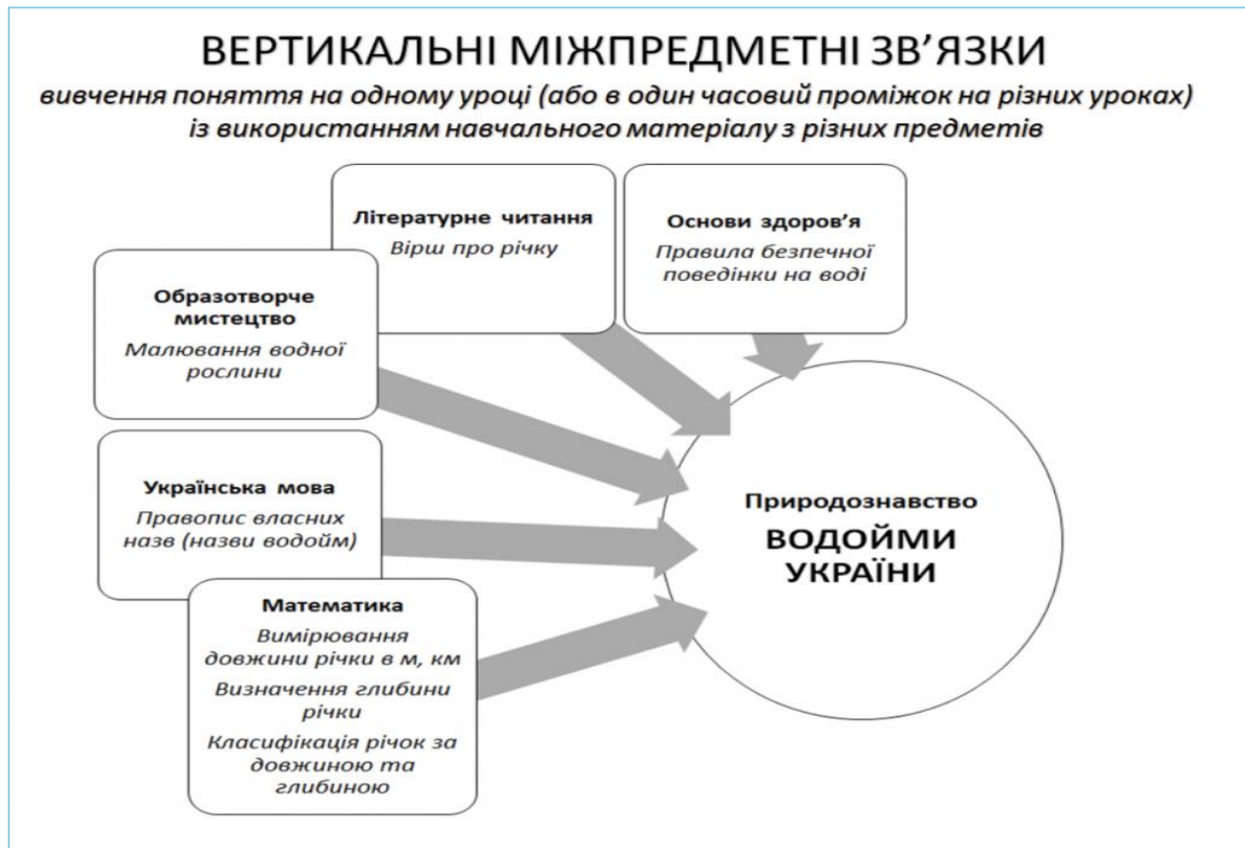 ВЕРТИКАЛЬНІ МІЖПРЕДМЕТНІ ЗВ’ЯЗКИ
вивчення поняття на одному уроці (або в один часовий проміжок на різних уроках)
із використанням навчального матеріалу з різних предметів
Літературне читання
Вірш про річку
Основи здоров’я
Правила безпечної
поведінки на воді
Образотворче
мистецтво
Малювання водної
рослини
Українська мова
Правопис власних
назв (назви водойм)
Математика
Вимірювання
довжини річки в м, км
Визначення глибини
річки
Класифікація річок за
довжиною та
глибиною
Природознавство
ВОДОЙМИ
УКРАЇНИ